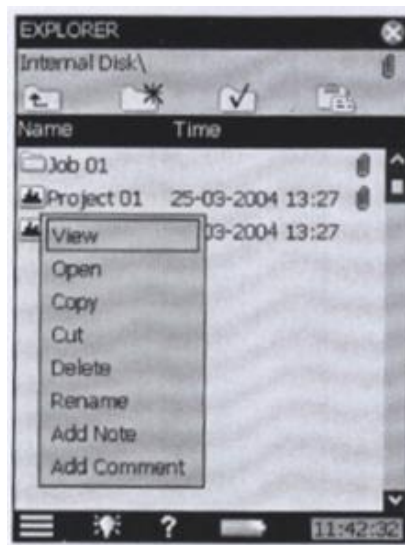 EXPLORER
Internal Disk\
Name Time
Job 01
Project 01 25-03-2004 13:27
03-2004 13:27
View
Open
Copy
Cut
Delete
Rename
Add Note
Add Comment
? 11:42:32